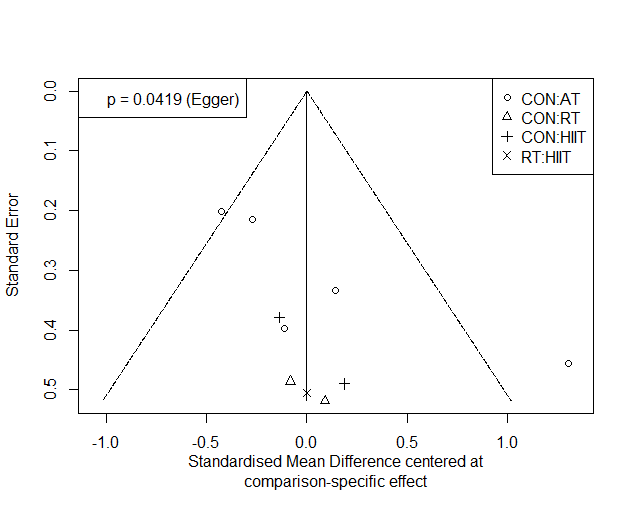 p = 0.0419 (Egger)
CON:AT
CON:RT
CON:HIIT
RT:HIIT
Standard Error
0.0
0.1
0.2
0.3
0.4
0.5
-1.0
-0.5
0.0
0.5
1.0
Standardised Mean Difference centered at
comparison-specific effect